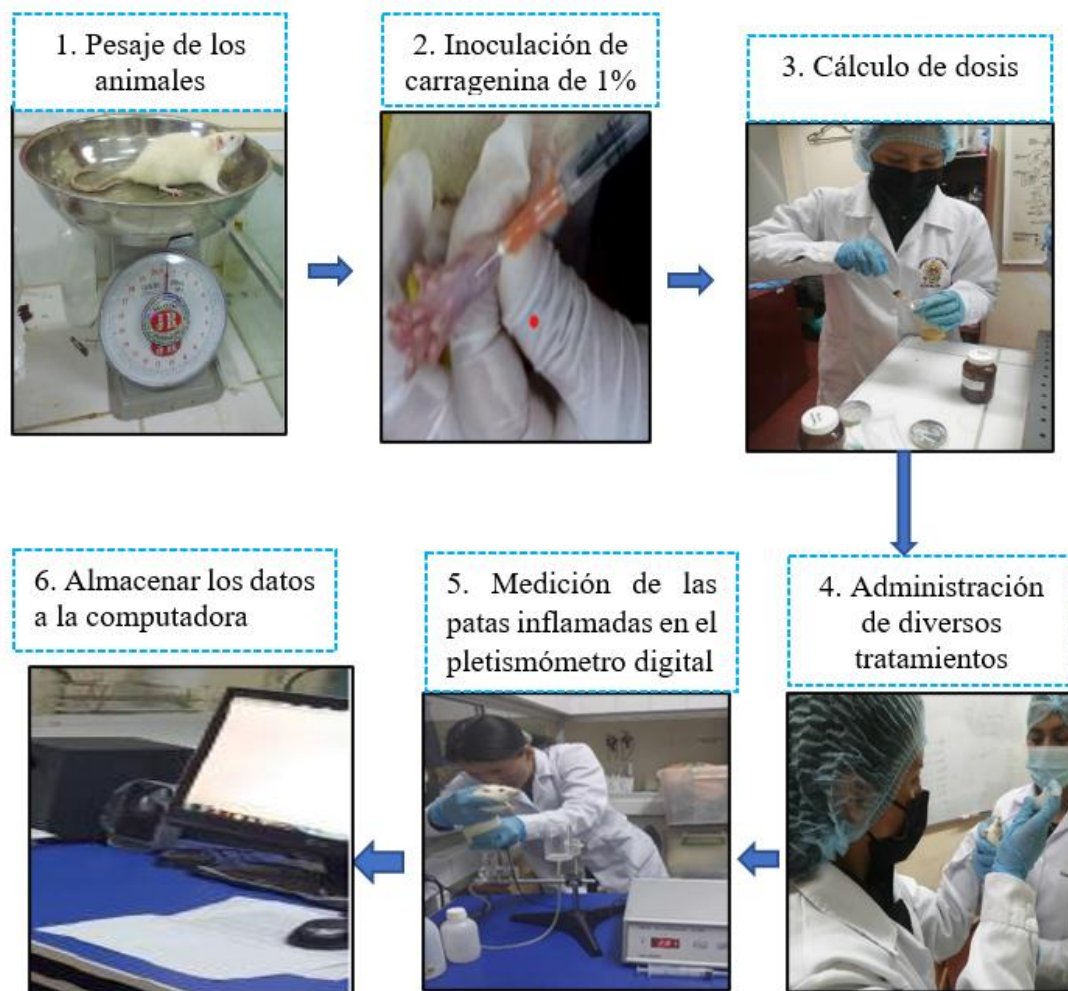 1. Pesaje de los
animales
2. Inoculación de
carragenina de 1%
3. Cálculo de dosis
4. Administración
de diversos
tratamientos
5. Medición de las
patas inflamadas en el
pletismómetro digital
6. Almacenar los datos
a la computadora